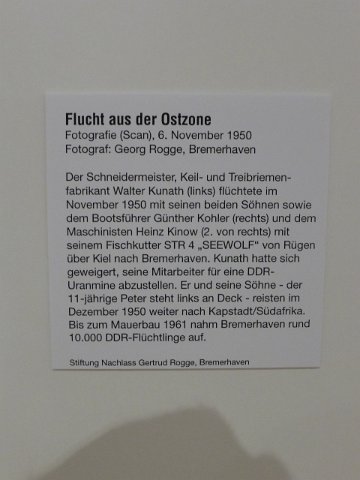 Flucht aus der Ostzone
Fotografie (Scan), 6. November 1950
Fotograf: Georg Rogge, Bremerhaven
Der Schneidermeister, Keil- und Treibriemen-
fabrikant Walter Kunath (links) flüchtete im
November 1950 mit seinen beiden Söhnen sowie
dem Bootsführer Günther Kohler (rechts) und dem
Maschinisten Heinz Kinow (2. von rechts) mit
seinem Fischkutter STR 4 „SEEWOLF“ von Rügen
über Kiel nach Bremerhaven. Kunath hatte sich
geweigert, seine Mitarbeiter für eine DDR-
Uranmine abzustellen. Er und seine Söhne - der
11-jährige Peter steht links an Deck - reisten im
Dezember 1950 weiter nach Kapstadt/Südafrika.
Bis zum Mauerbau 1961 nahm Bremerhaven rund
10.000 DDR-Flüchtlinge auf.
Stiftung Nachlass Gertrud Rogge, Bremerhaven